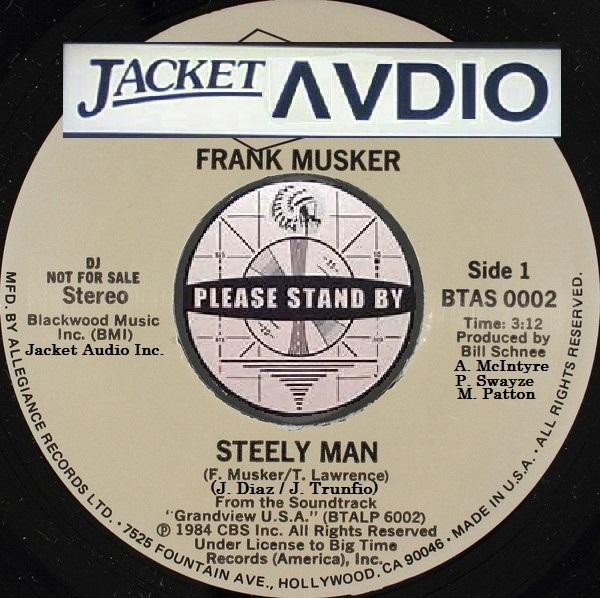 JACKET ΛVDIO
FRANK MUSKER
DJ
NOT FOR SALE
Stereo
Blackwood Music
Inc. (BMI)
Jacket Audio Inc.
PLEASE STAND BY
Side 1
BTAS 0002
Time: 3:12
Produced by
Bill Schnee
A. McIntyre
P. Swayze
M. Patton
STEELY MAN
(F. Musker/T. Lawrence)
(J. Diaz / J. Trunfio)
From the Soundtrack
"Grandview U.S.A." (BTALP 6002)
℗ 1984 CBS Inc. All Rights Reserved
Under License to Big Time
Records (America), Inc.
MFD. BY ALLEGIANCE RECORDS LTD. • 7525 FOUNTAIN AVE., HOLLYWOOD, CA 90046 • MADE IN U.S.A. • ALL RIGHTS RESERVED.